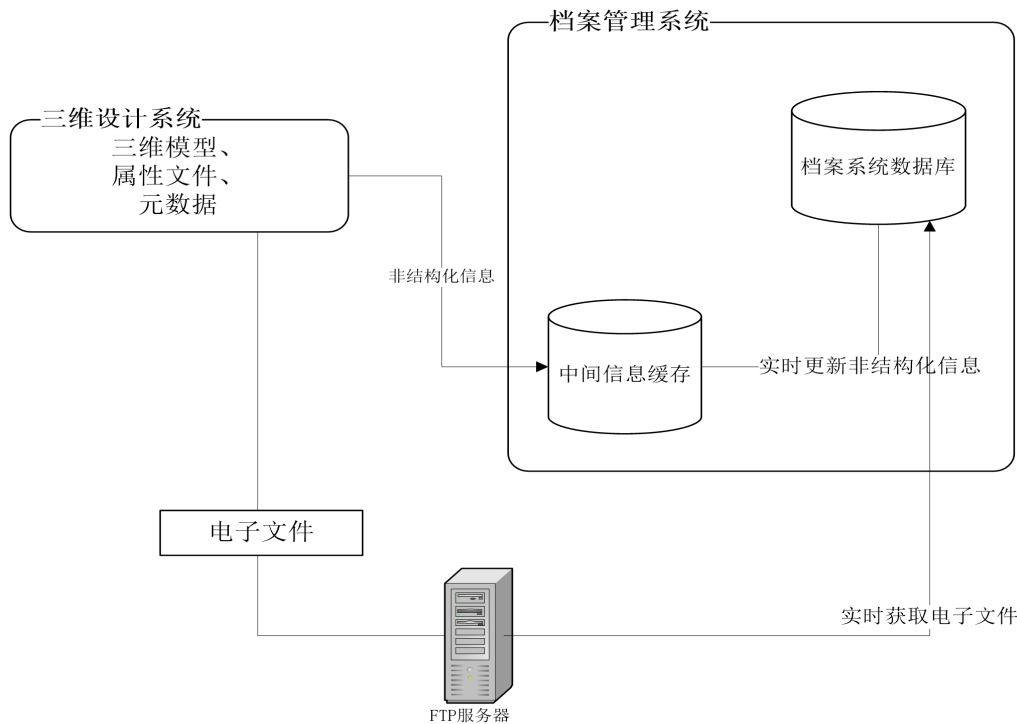 档案管理系统
三维设计系统
三维模型、
属性文件、
元数据
档案系统数据库
非结构化信息
中间信息缓存
实时更新非结构化信息
电子文件
实时获取电子文件
FTP服务器